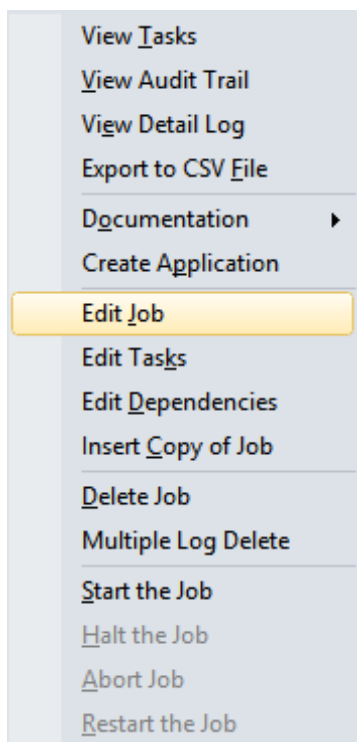 View Tasks
View Audit Trail
View Detail Log
Export to CSV File
Documentation
Create Application
Edit Job
Edit Tasks
Edit Dependencies
Insert Copy of Job
Delete Job
Multiple Log Delete
Start the Job
Halt the Job
Abort Job
Restart the Job